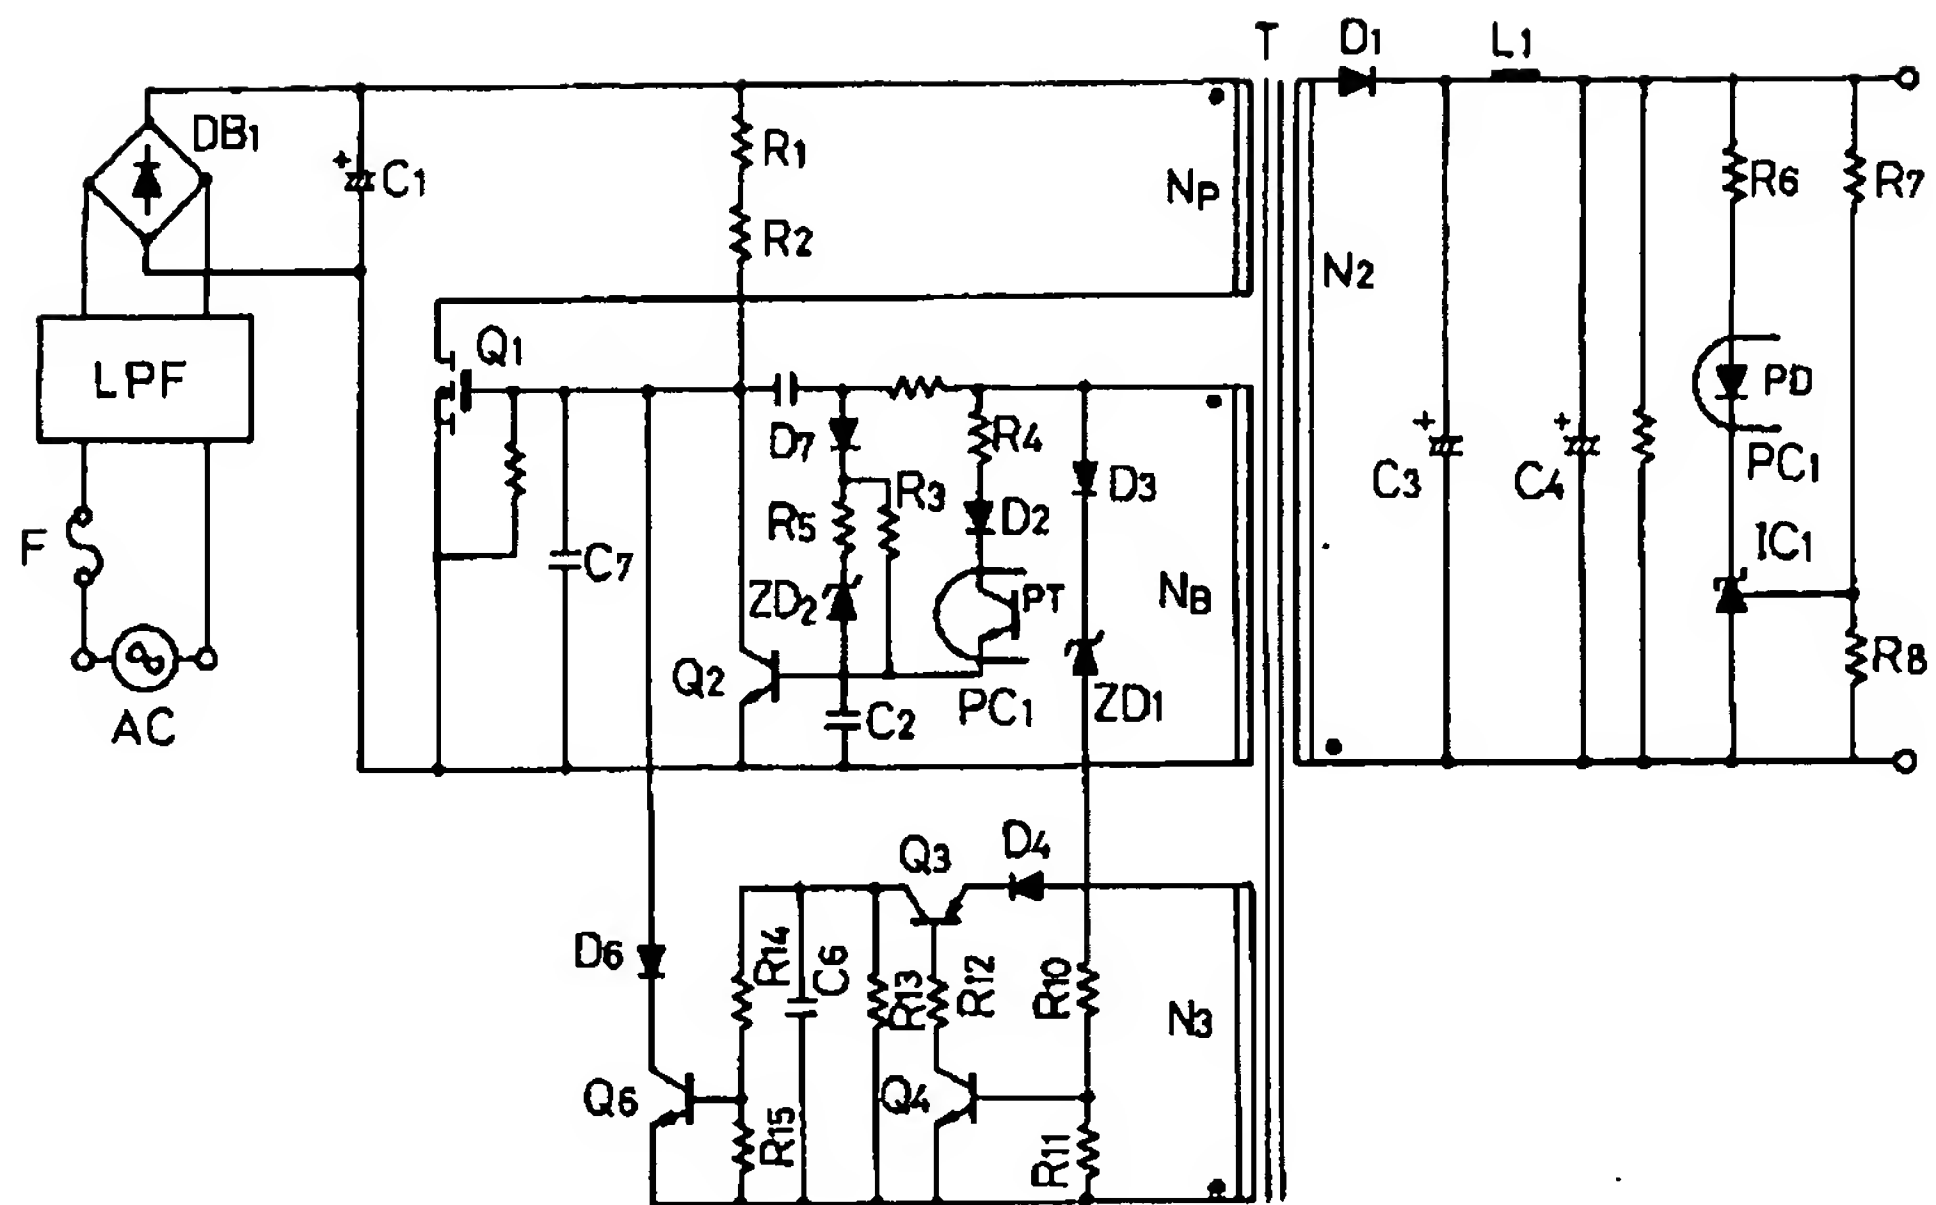 T
D1
L1
DB1
C1
R1
R2
NP
N2
R6
R7
LPF
Q1
PD
PC1
D7
R4
R3
D3
D2
R5
C3
C4
IC1
F
C7
ZD2
PT
NB
Q2
C2
PC1
ZD1
R8
AC
Q3
D4
D6
R14
C6
R13
R12
R10
N3
Q6
R15
Q4
R11